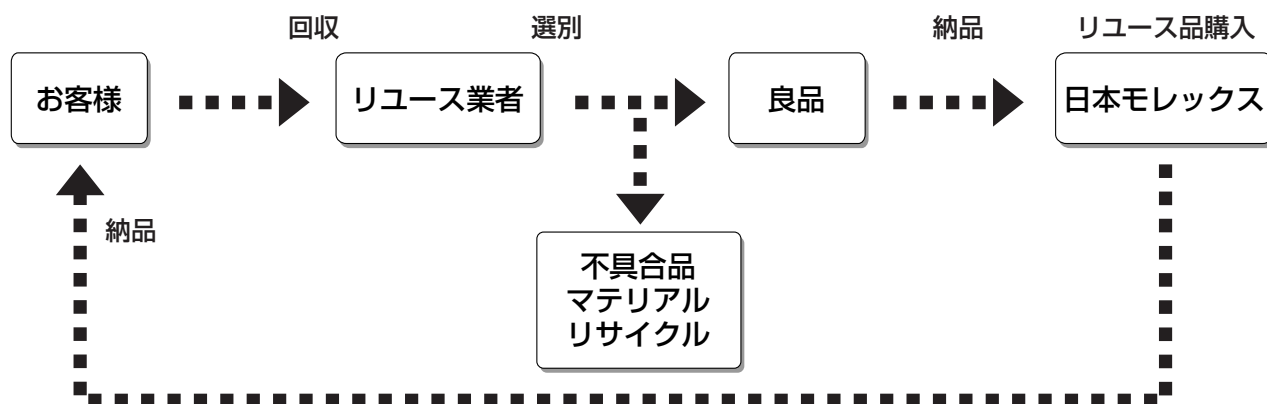 回収
選別
納品
リユース品購入
お客様
リユース業者
良品
日本モレックス
納品
不具合品
マテリアル
リサイクル